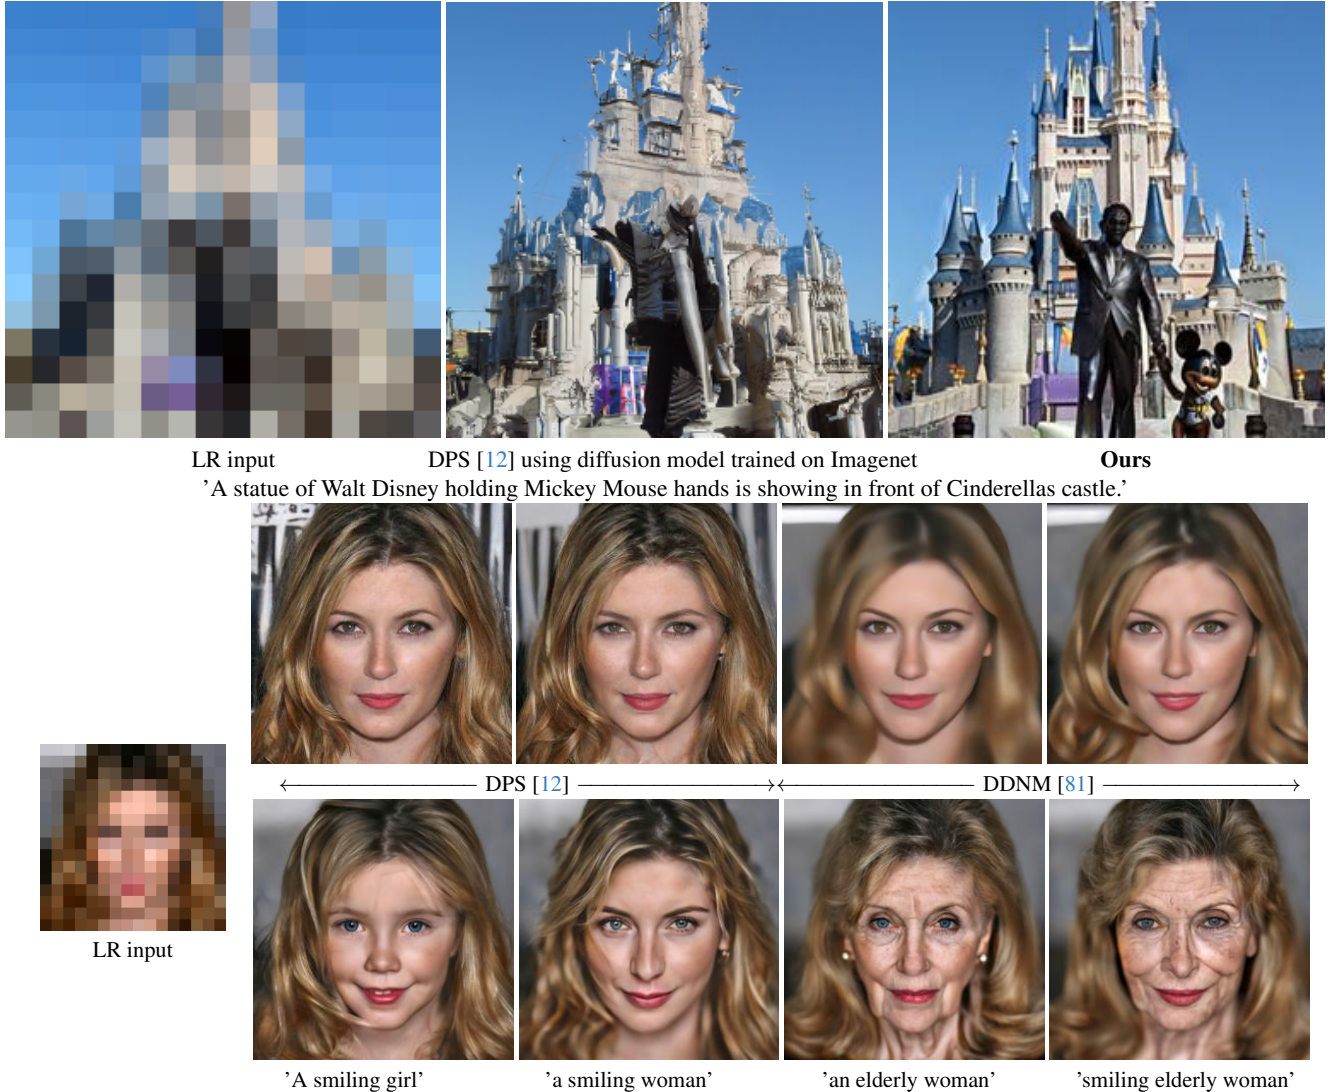 LR input
DPS [12] using diffusion model trained on Imagenet
Ours
'A statue of Walt Disney holding Mickey Mouse hands is showing in front of Cinderellas castle.'
DPS [12]
DDNM [81]
LR input
'A smiling girl'
'a smiling woman'
'an elderly woman'
'smiling elderly woman'